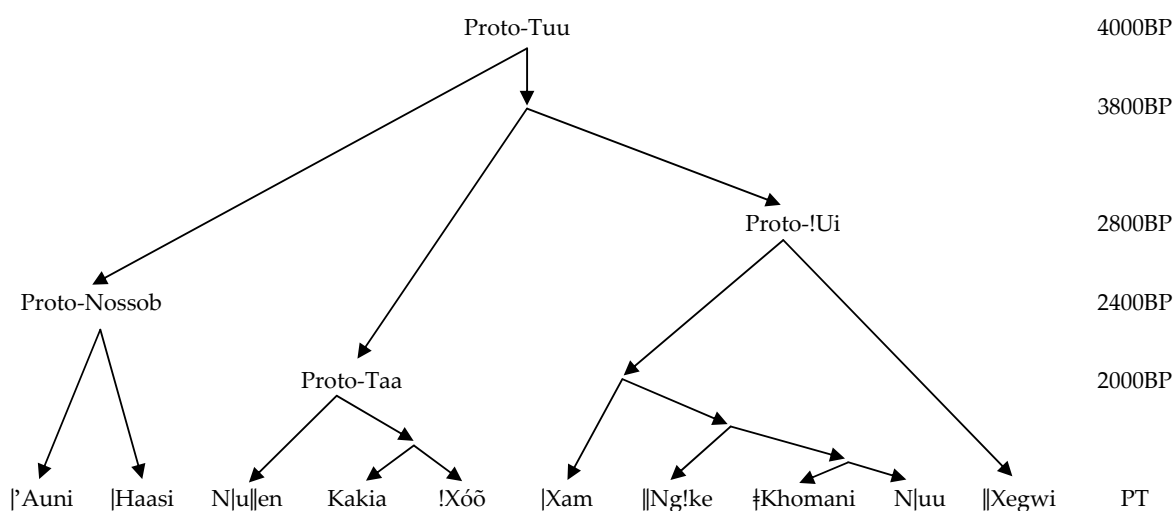 Proto-Tuu 4000BP
3800BP
Proto-!Ui 2800BP
Proto-Nossob 2400BP
Proto-Taa 2000BP
|’Auni |Haasi N|u‖en Kakia !Xóõ |Xam ‖Ng!ke ǂKhomani N|uu ‖Xegwi PT